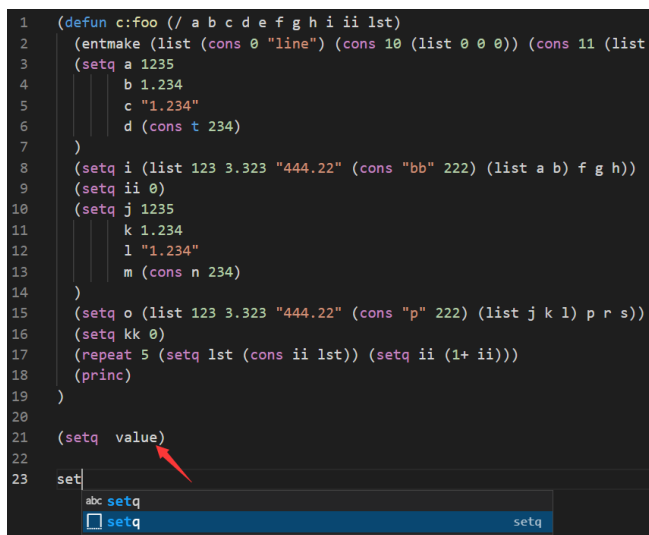 1 (defun c:foo (/ a b c d e f g h i ii lst)
2 (entmake (list (cons 0 "line") (cons 10 (list 0 0 0)) (cons 11 (list
3 (setq a 1235
4 b 1.234
5 c "1.234"
6 d (cons t 234)
7 )
8 (setq i (list 123 3.323 "444.22" (cons "bb" 222) (list a b) f g h))
9 (setq ii 0)
10 (setq j 1235
11 k 1.234
12 l "1.234"
13 m (cons n 234)
14 )
15 (setq o (list 123 3.323 "444.22" (cons "p" 222) (list j k l) p r s))
16 (setq kk 0)
17 (repeat 5 (setq lst (cons ii lst)) (setq ii (1+ ii)))
18 (princ)
19 )
20
21 (setq  value)
22
23 set
abc setq
setq setq